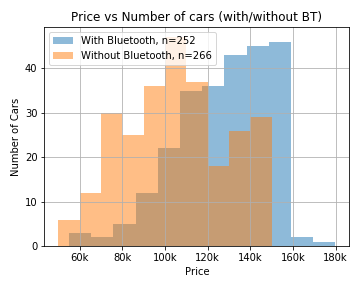 Price vs Number of cars (with/without BT)
With Bluetooth, n=252
Without Bluetooth, n=266
Number of Cars
40
30
20
10
0
60k 80k 100k 120k 140k 160k 180k
Price